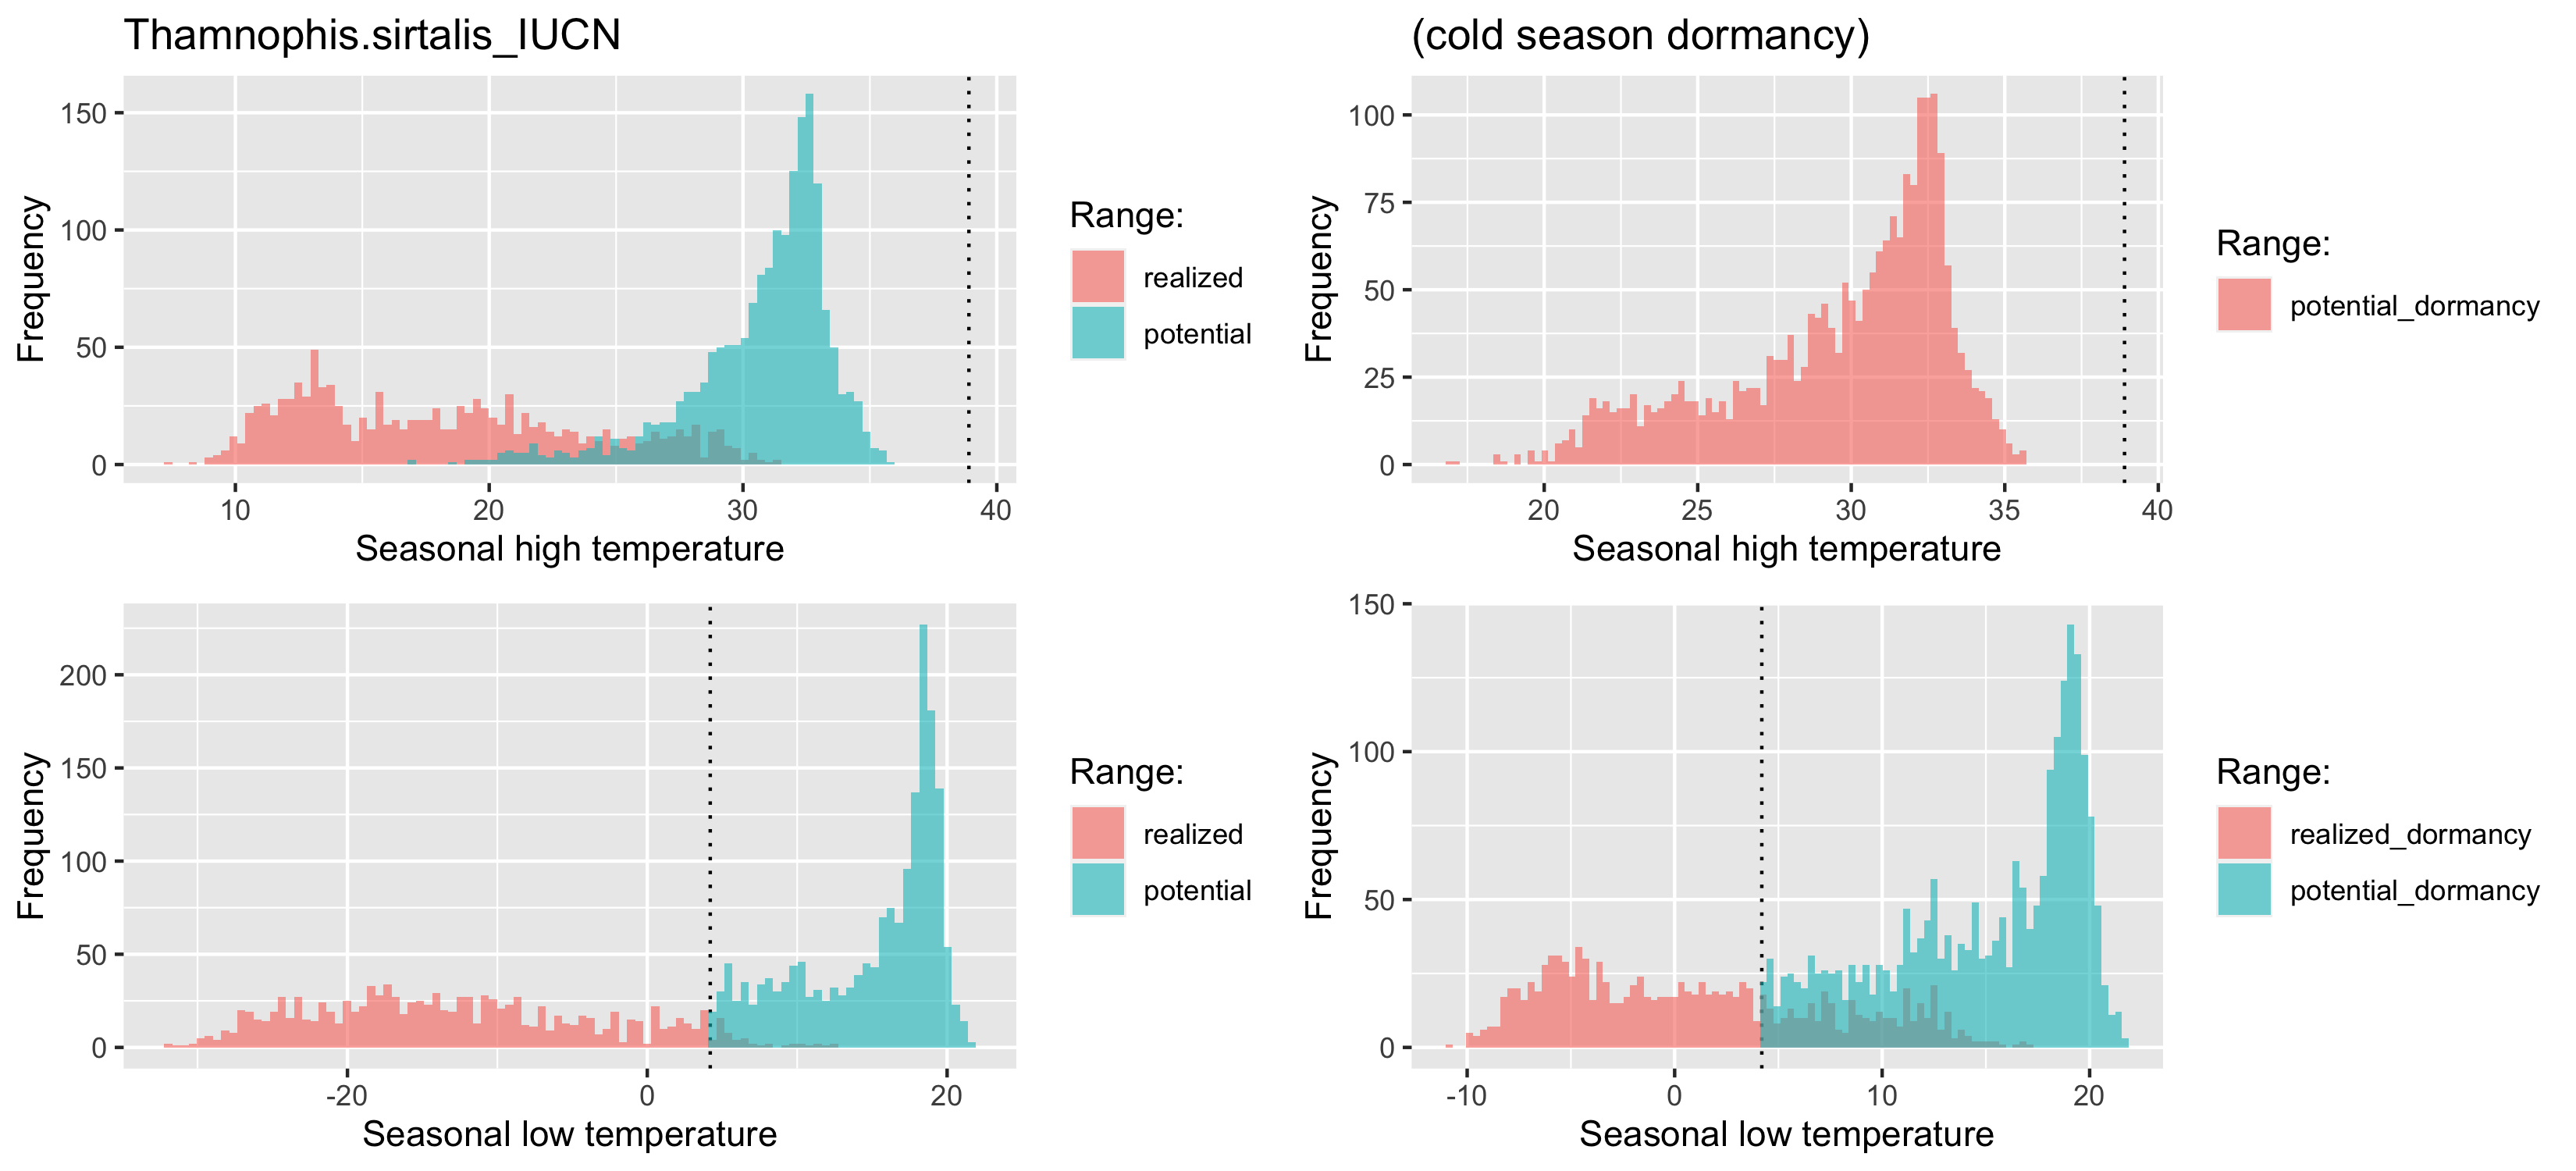 Thamnophis.sirtalis_IUCN
Frequency
150
100
50
0
10 20 30 40
Seasonal high temperature
Range:
realized
potential
(cold season dormancy)
Frequency
100
75
50
25
0
20 25 30 35 40
Seasonal high temperature
Range:
potential_dormancy
Frequency
200
150
100
50
0
-20 0 20
Seasonal low temperature
Range:
realized
potential
Frequency
150
100
50
0
-10 0 10 20
Seasonal low temperature
Range:
realized_dormancy
potential_dormancy